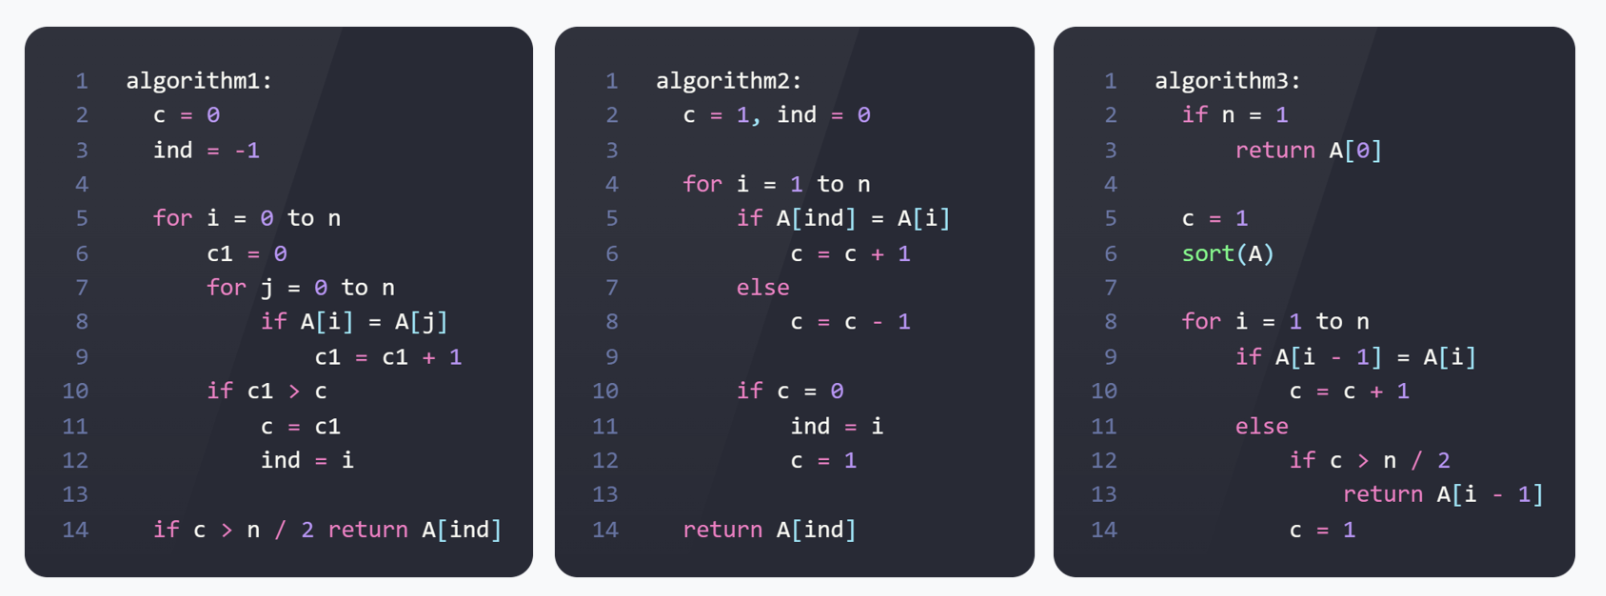 1 algorithm1:
2 c = 0
3 ind = -1
4
5 for i = 0 to n
6 c1 = 0
7 for j = 0 to n
8 if A[i] = A[j]
9 c1 = c1 + 1
10 if c1 > c
11 c = c1
12 ind = i
13
14 if c > n / 2 return A[ind]
1 algorithm2:
2 c = 1, ind = 0
3
4 for i = 1 to n
5 if A[ind] = A[i]
6 c = c + 1
7 else
8 c = c - 1
9
10 if c = 0
11 ind = i
12 c = 1
13
14 return A[ind]
1 algorithm3:
2 if n = 1
3 return A[0]
4
5 c = 1
6 sort(A)
7
8 for i = 1 to n
9 if A[i - 1] = A[i]
10 c = c + 1
11 else
12 if c > n / 2
13 return A[i - 1]
14 c = 1